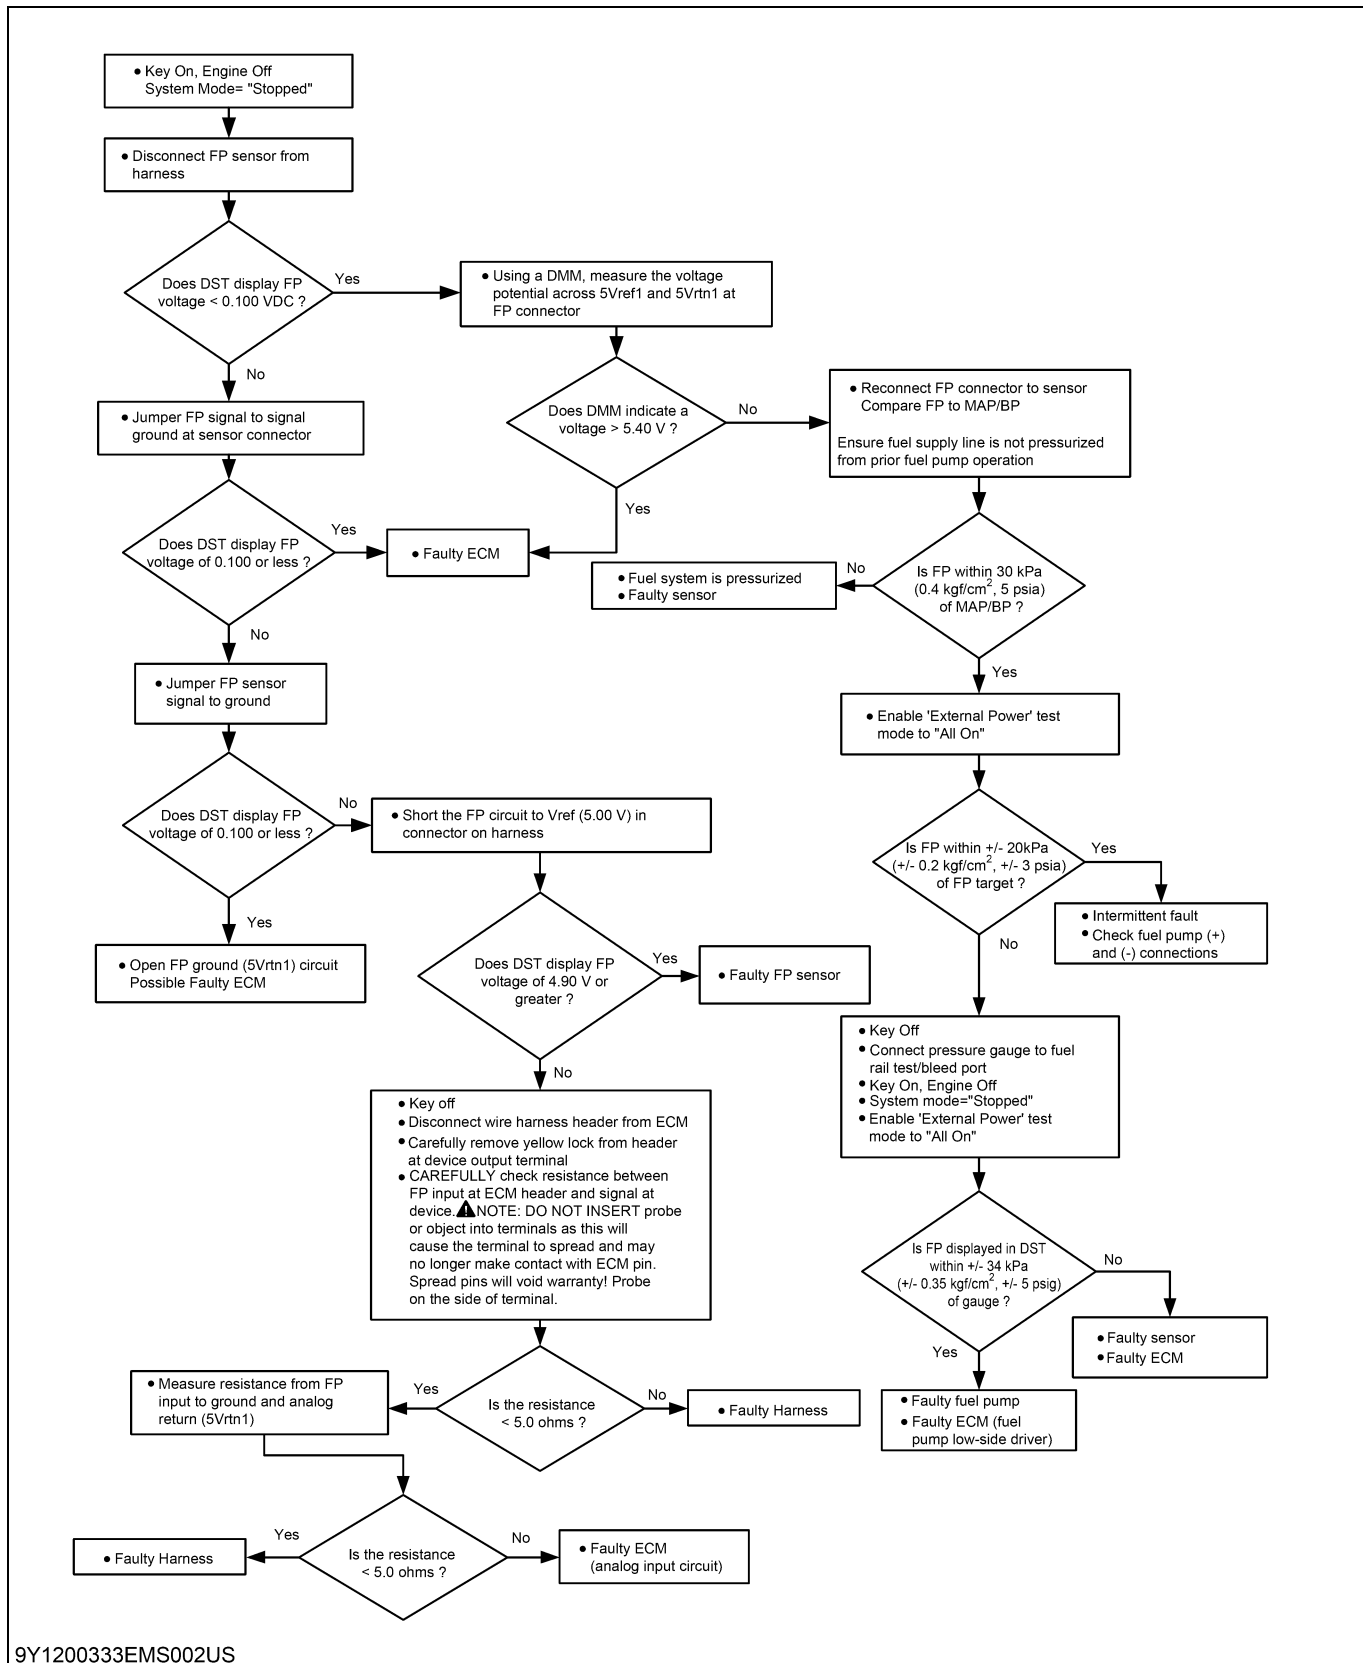 ● Key On, Engine Off
System Mode= "Stopped"
● Disconnect FP sensor from
harness
Does DST display FP
voltage < 0.100 VDC ?
Yes
No
● Using a DMM, measure the voltage
potential across 5Vref1 and 5Vrtn1 at
FP connector
Does DMM indicate a
voltage > 5.40 V ?
No
Yes
● Reconnect FP connector to sensor
Compare FP to MAP/BP
Ensure fuel supply line is not pressurized
from prior fuel pump operation
● Jumper FP signal to signal
ground at sensor connector
Does DST display FP
voltage of 0.100 or less ?
Yes
No
● Faulty ECM
Is FP within 30 kPa
(0.4 kgf/cm², 5 psia)
of MAP/BP ?
No
Yes
● Fuel system is pressurized
● Faulty sensor
● Jumper FP sensor
signal to ground
● Enable 'External Power' test
mode to "All On"
Does DST display FP
voltage of 0.100 or less ?
No
Yes
● Short the FP circuit to Vref (5.00 V) in
connector on harness
Is FP within +/- 20kPa
(+/- 0.2 kgf/cm², +/- 3 psia)
of FP target ?
Yes
No
● Intermittent fault
● Check fuel pump (+)
and (-) connections
● Open FP ground (5Vrtn1) circuit
Possible Faulty ECM
Does DST display FP
voltage of 4.90 V or
greater ?
Yes
No
● Faulty FP sensor
● Key Off
● Connect pressure gauge to fuel
rail test/bleed port
● Key On, Engine Off
● System mode="Stopped"
● Enable 'External Power' test
mode to "All On"
● Key off
● Disconnect wire harness header from ECM
● Carefully remove yellow lock from header
at device output terminal
● CAREFULLY check resistance between
FP input at ECM header and signal at
device. ⚠NOTE: DO NOT INSERT probe
or object into terminals as this will
cause the terminal to spread and may
no longer make contact with ECM pin.
Spread pins will void warranty! Probe
on the side of terminal.
Is FP displayed in DST
within +/- 34 kPa
(+/- 0.35 kgf/cm², +/- 5 psig)
of gauge ?
No
Yes
● Faulty sensor
● Faulty ECM
● Faulty fuel pump
● Faulty ECM (fuel
pump low-side driver)
Is the resistance
< 5.0 ohms ?
Yes
No
● Faulty Harness
● Measure resistance from FP
input to ground and analog
return (5Vrtn1)
Is the resistance
< 5.0 ohms ?
Yes
No
● Faulty Harness
● Faulty ECM
(analog input circuit)
9Y1200333EMS002US